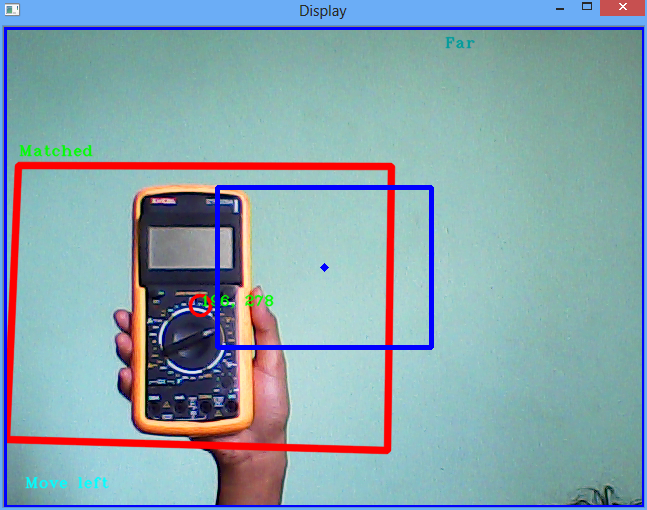 Display
Far
Matched
196, 278
Move left